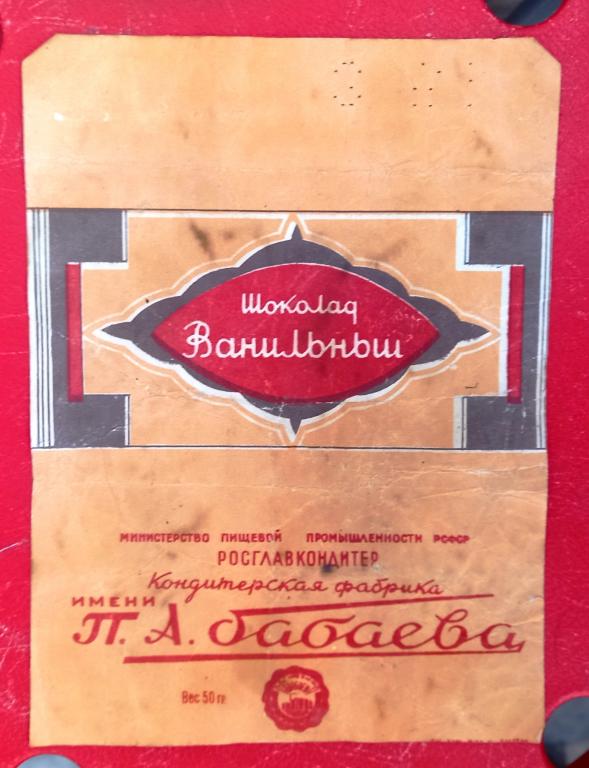 Шоколад
Ванильный
МИНИСТЕРСТВО ПИЩЕВОЙ ПРОМЫШЛЕННОСТИ РСФСР
РОСГЛАВКОНДИТЕР
Кондитерская фабрика
ИМЕНИ
П. А. Бабаева
Вес 50 гр